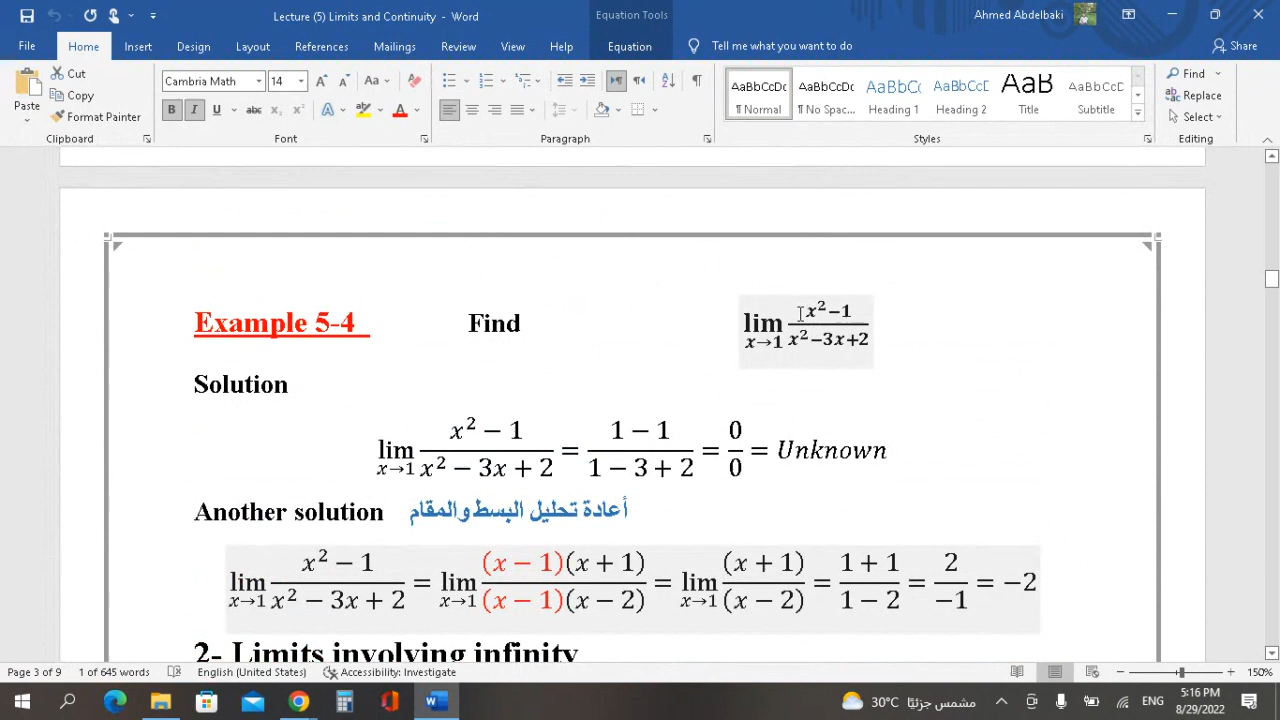 Lecture (5) Limits and Continuity - Word
Equation Tools
Ahmed Abdelbaki
File Home Insert Design Layout References Mailings Review View Help Equation Tell me what you want to do Share
Paste
Cut
Copy
Format Painter
Clipboard
Cambria Math 14
Font
Paragraph
AaBbCcDc ¶ Normal
AaBbCcDc ¶ No Spac...
AaBbC Heading 1
AaBbCcD Heading 2
AaB Title
AaBbCcD Subtitle
Styles
Find
Replace
Select
Editing
Example 5-4 Find lim x→1 (x² − 1)/(x² − 3x + 2)
Solution
lim x→1 (x² − 1)/(x² − 3x + 2) = (1 − 1)/(1 − 3 + 2) = 0/0 = Unknown
Another solution أعادة تحليل البسط والمقام
lim x→1 (x² − 1)/(x² − 3x + 2) = lim x→1 (x − 1)(x + 1)/(x − 1)(x − 2) = lim x→1 (x + 1)/(x − 2) = (1 + 1)/(1 − 2) = 2/−1 = −2
2- Limits involving infinity
Page 3 of 9 1 of 645 words English (United States) Accessibility: Investigate 150%
30°C مشمس جزئيًا ENG 5:16 PM
8/29/2022